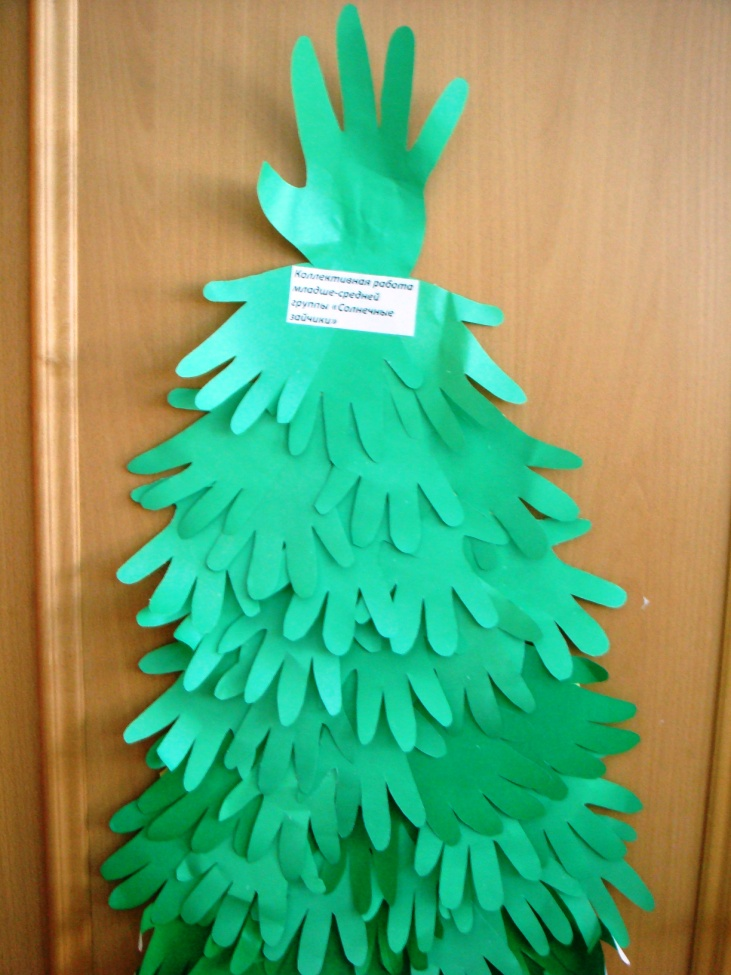 Коллективная работа
младше-средней
группы «Солнечные
зайчики»